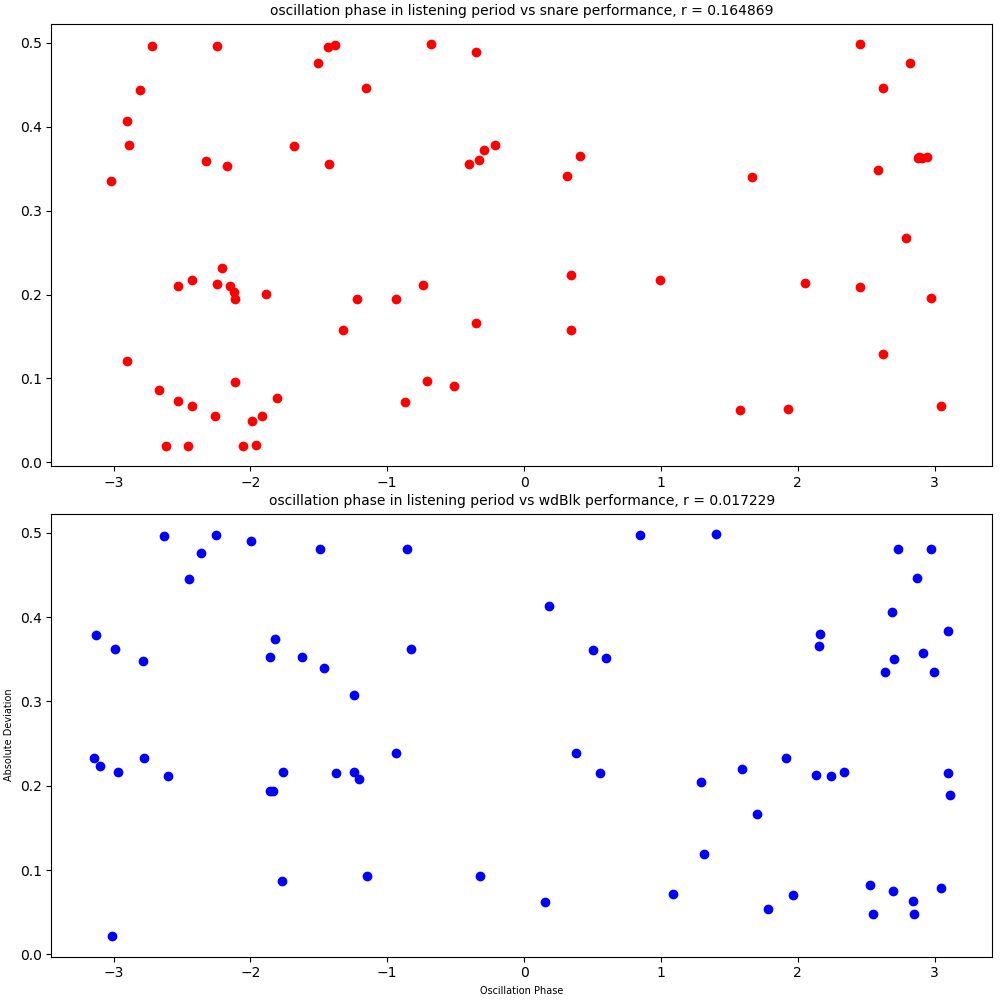 oscillation phase in listening period vs snare performance, r = 0.164869
0.5
0.4
0.3
0.2
0.1
0.0
−3 −2 −1 0 1 2 3
oscillation phase in listening period vs wdBlk performance, r = 0.017229
0.5
0.4
0.3
0.2
0.1
0.0
Absolute Deviation
−3 −2 −1 0 1 2 3
Oscillation Phase